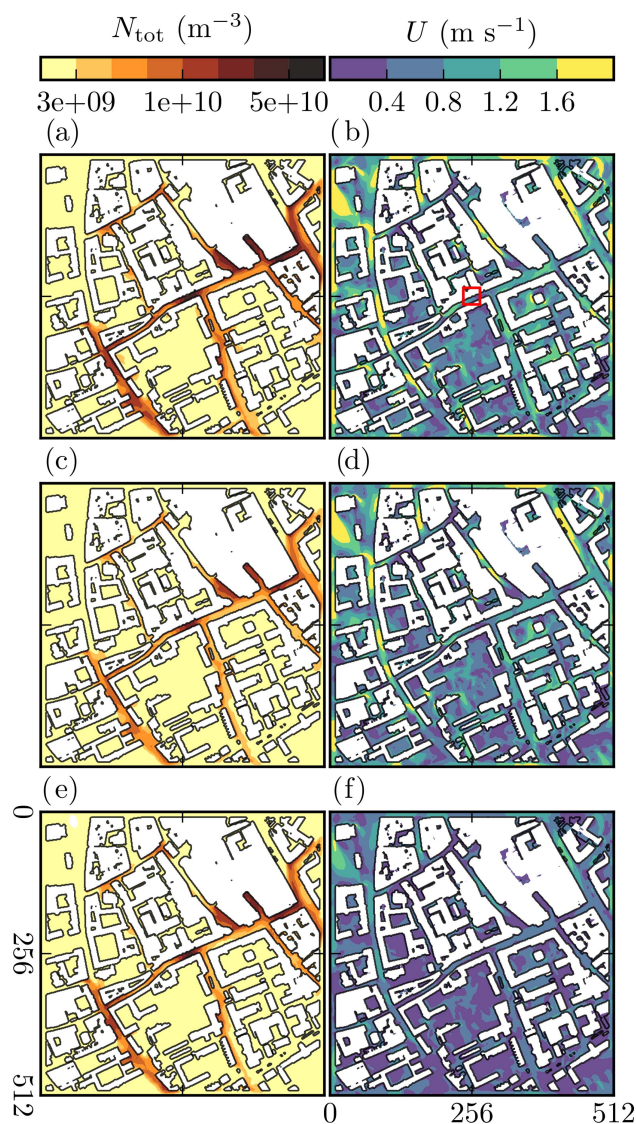 N_tot (m⁻³) U (m s⁻¹)
3e+09 1e+10 5e+10 0.4 0.8 1.2 1.6
(a) (b)
(c) (d)
(e) (f)
0
256
512
0 256 512